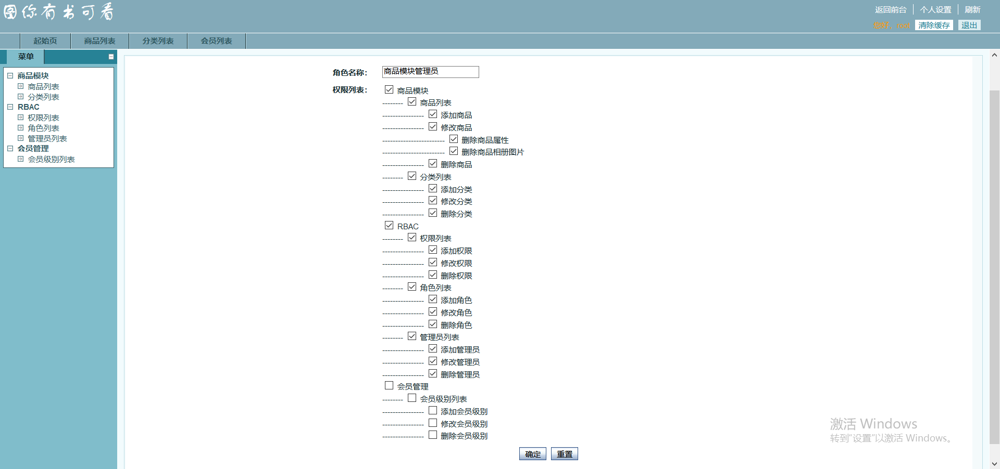 图你有书可看
返回前台 个人设置 刷新
您好，root 清除缓存 退出
起始页 商品列表 分类列表 会员列表
菜单
商品模块
商品列表
分类列表
RBAC
权限列表
角色列表
管理员列表
会员管理
会员级别列表
角色名称： 商品模块管理员
权限列表： 商品模块
-------- 商品列表
---------------- 添加商品
---------------- 修改商品
------------------------ 删除商品属性
------------------------ 删除商品相册图片
---------------- 删除商品
-------- 分类列表
---------------- 添加分类
---------------- 修改分类
---------------- 删除分类
RBAC
-------- 权限列表
---------------- 添加权限
---------------- 修改权限
---------------- 删除权限
-------- 角色列表
---------------- 添加角色
---------------- 修改角色
---------------- 删除角色
-------- 管理员列表
---------------- 添加管理员
---------------- 修改管理员
---------------- 删除管理员
会员管理
-------- 会员级别列表
---------------- 添加会员级别
---------------- 修改会员级别
---------------- 删除会员级别
确定 重置
激活 Windows
转到“设置”以激活 Windows。